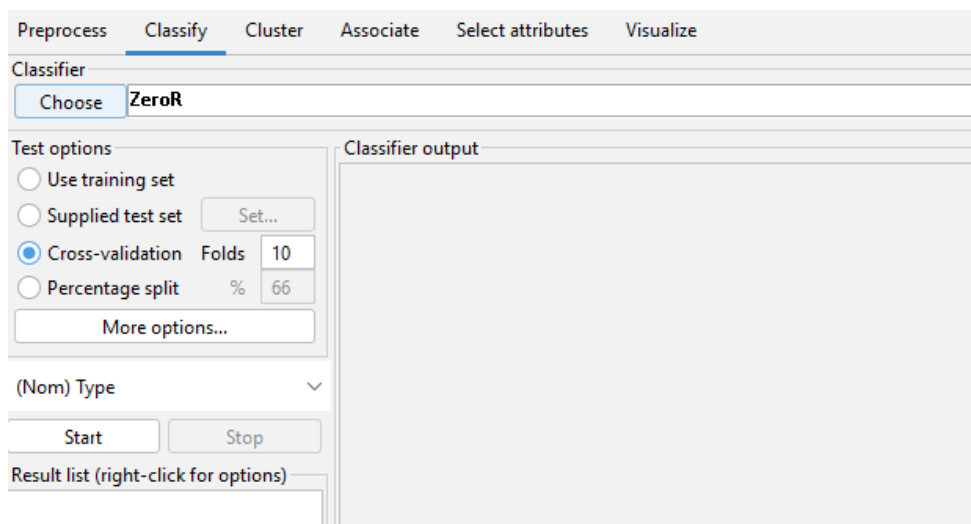 Preprocess Classify Cluster Associate Select attributes Visualize
Classifier
Choose ZeroR
Test options
Use training set
Supplied test set Set...
Cross-validation Folds 10
Percentage split % 66
More options...
(Nom) Type
Start Stop
Result list (right-click for options)
Classifier output